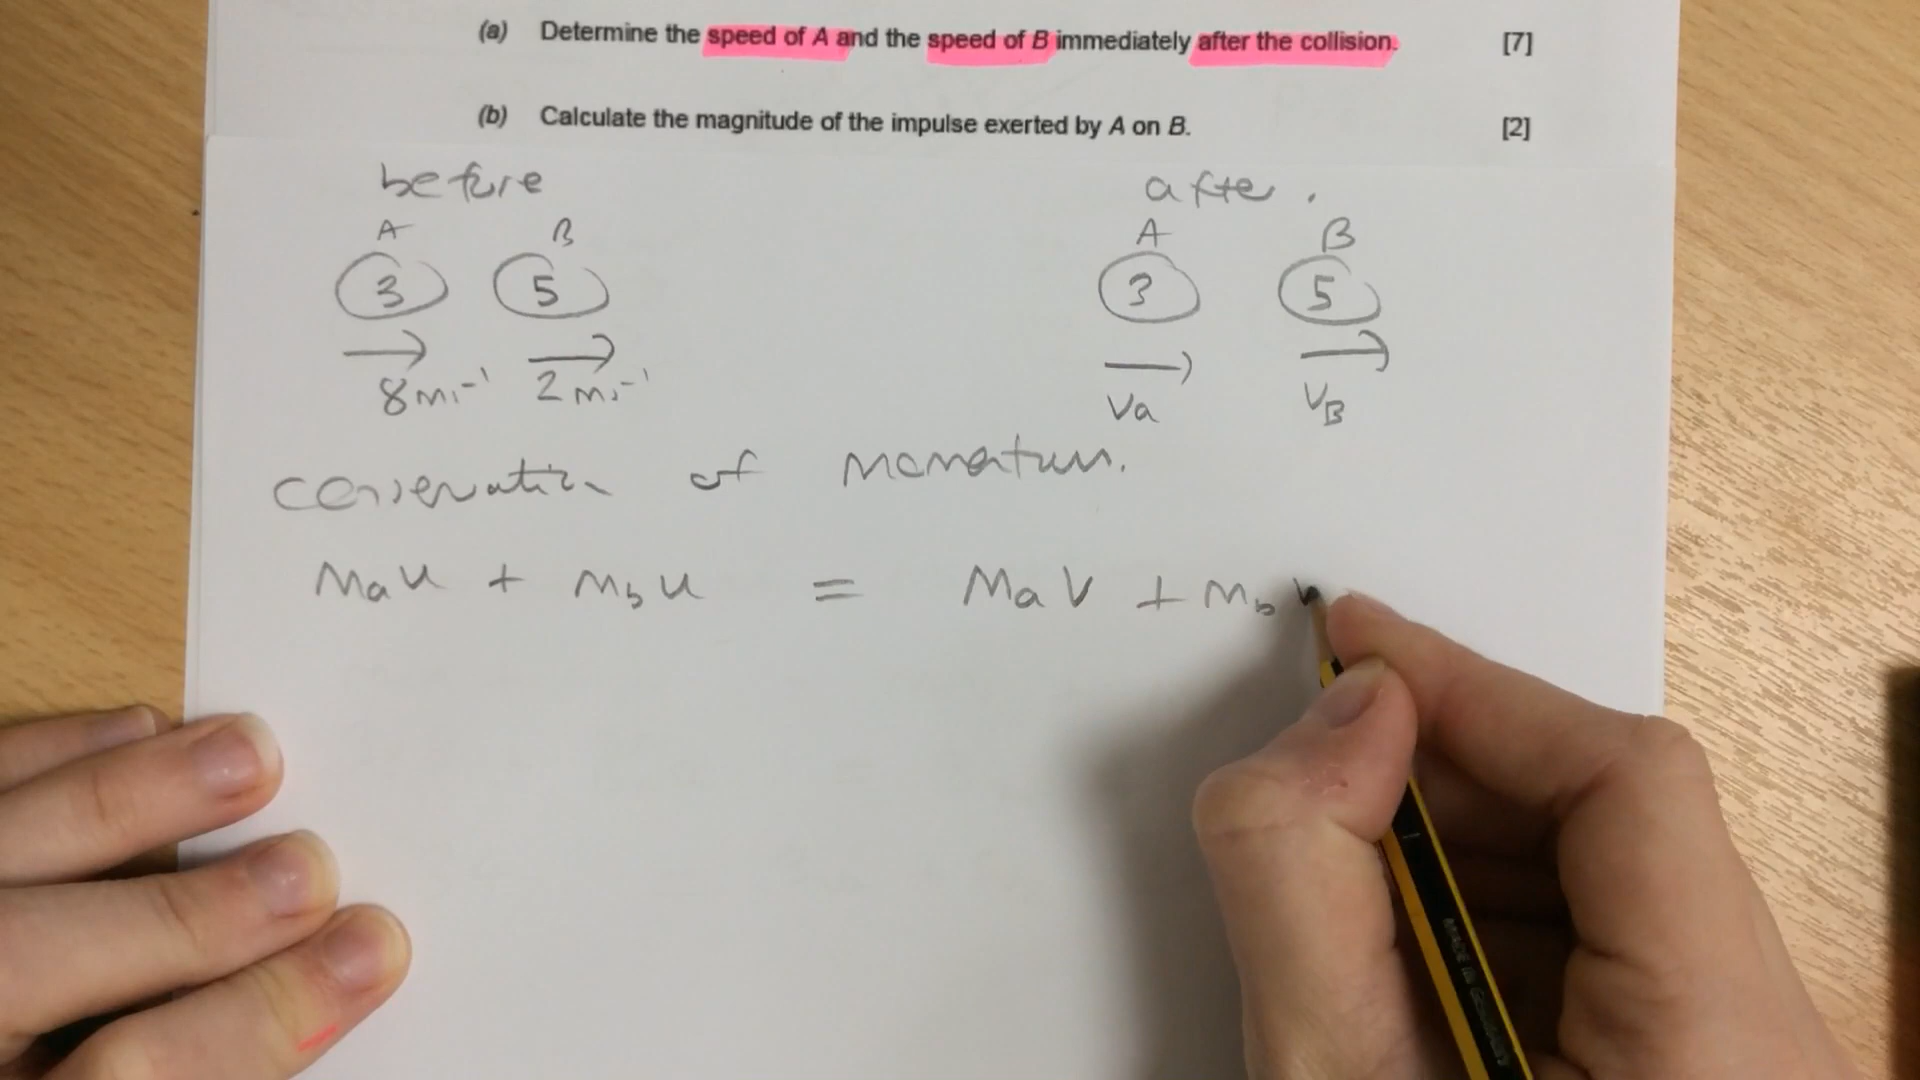 (a) Determine the speed of A and the speed of B immediately after the collision. [7]
(b) Calculate the magnitude of the impulse exerted by A on B. [2]
before after.
A B A B
3 5 3 5
8ms⁻¹ 2ms⁻¹ Va VB
conservation of momentum.
Mau + mbu = MaV + mbv